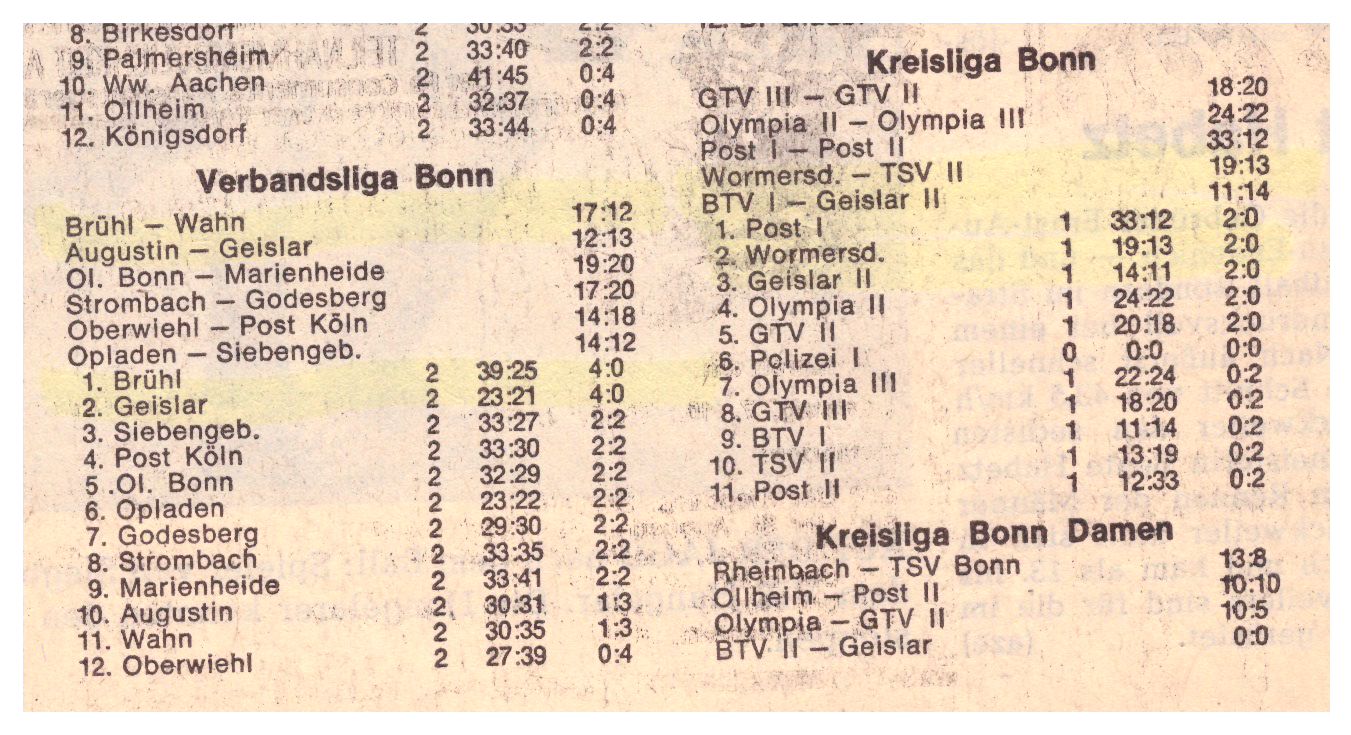 8. Birkesdorf 2 30:33 2:2
9. Palmersheim 2 33:40 2:2
10. Ww. Aachen 2 41:45 0:4
11. Ollheim 2 32:37 0:4
12. Königsdorf 2 33:44 0:4
Verbandsliga Bonn
Brühl — Wahn 17:12
Augustin — Geislar 12:13
Ol. Bonn — Marienheide 19:20
Strombach — Godesberg 17:20
Oberwiehl — Post Köln 14:18
Opladen — Siebengeb. 14:12
1. Brühl 2 39:25 4:0
2. Geislar 2 23:21 4:0
3. Siebengeb. 2 33:27 2:2
4. Post Köln 2 33:30 2:2
5 .Ol. Bonn 2 32:29 2:2
6. Opladen 2 23:22 2:2
7. Godesberg 2 29:30 2:2
8. Strombach 2 33:35 2:2
9. Marienheide 2 33:41 2:2
10. Augustin 2 30:31 1:3
11. Wahn 2 30:35 1:3
12. Oberwiehl 2 27:39 0:4
Kreisliga Bonn
GTV III — GTV II 18:20
Olympia II — Olympia III 24:22
Post I — Post II 33:12
Wormersd. — TSV II 19:13
BTV I — Geislar II 11:14
1. Post I 1 33:12 2:0
2. Wormersd. 1 19:13 2:0
3. Geislar II 1 14:11 2:0
4. Olympia II 1 24:22 2:0
5. GTV II 1 20:18 2:0
6. Polizei I 0 0:0 0:0
7. Olympia III 1 22:24 0:2
8. GTV III 1 18:20 0:2
9. BTV I 1 11:14 0:2
10. TSV II 1 13:19 0:2
11. Post II 1 12:33 0:2
Kreisliga Bonn Damen
Rheinbach — TSV Bonn 13:8
Ollheim — Post II 10:10
Olympia — GTV II 10:5
BTV II — Geislar 0:0